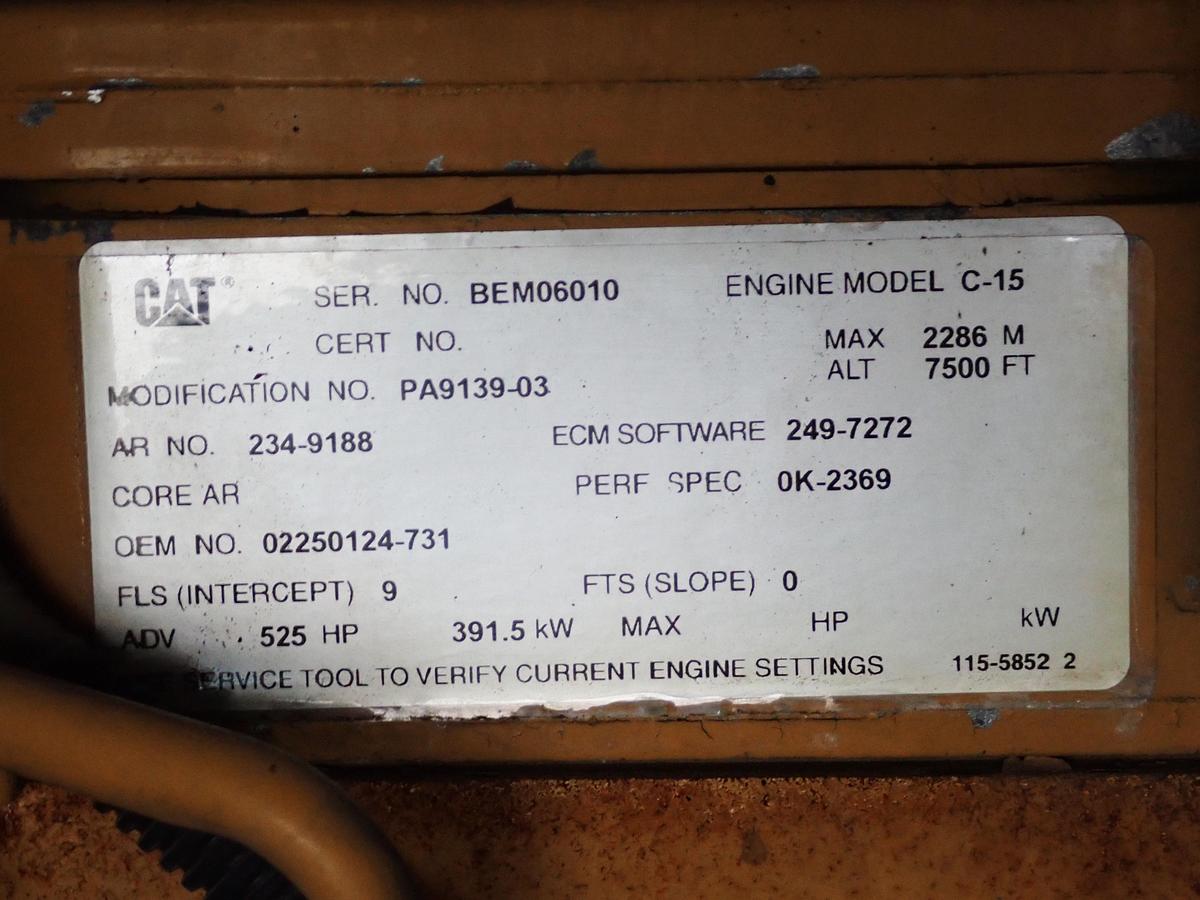 CAT® SER. NO. BEM06010 ENGINE MODEL C-15
CERT NO. MAX 2286 M
ALT 7500 FT
MODIFICATION NO. PA9139-03
AR NO. 234-9188 ECM SOFTWARE 249-7272
CORE AR PERF SPEC 0K-2369
OEM NO. 02250124-731
FLS (INTERCEPT) 9 FTS (SLOPE) 0
ADV 525 HP 391.5 kW MAX HP kW
SERVICE TOOL TO VERIFY CURRENT ENGINE SETTINGS 115-5852 2